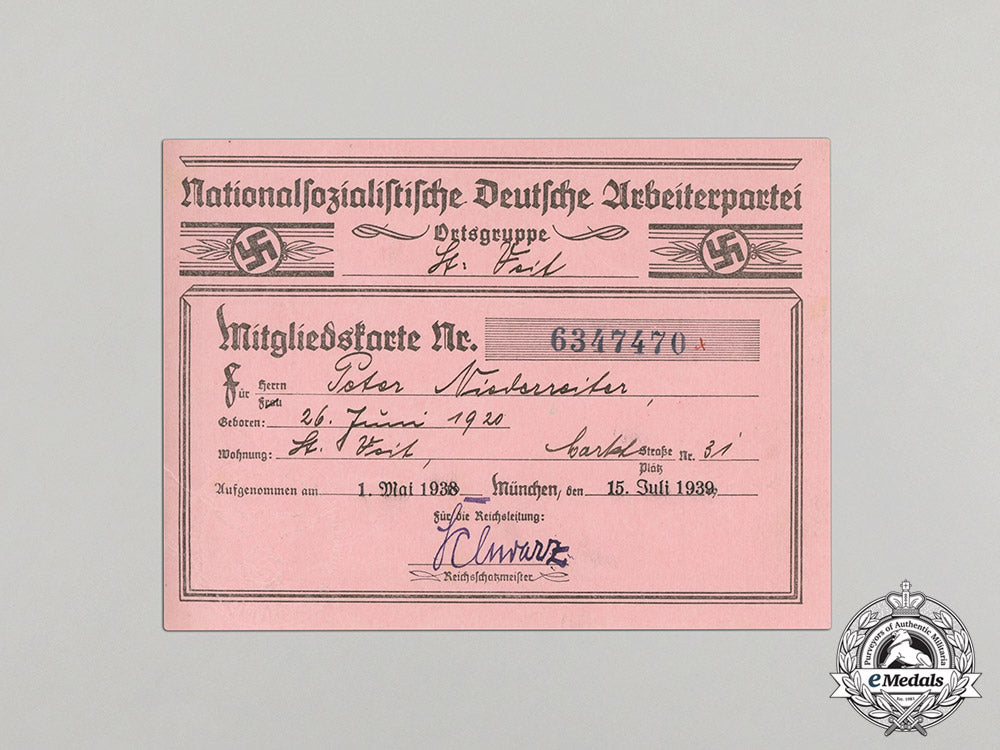 Nationalsozialistische Deutsche Arbeiterpartei
Ortsgruppe
St. Veit
Mitgliedskarte Nr. 6347470
Für Herrn Frau Peter Niederreiter,
Geboren: 26. Juni 1920
Wohnung: St. Veit, Markt Straße Platz Nr. 31
Aufgenommen am 1. Mai 1938 München, den 15. Juli 1939
Für die Reichsleitung:
Schwarz
Reichsschatzmeister
Purveyors of Authentic Militaria
eMedals